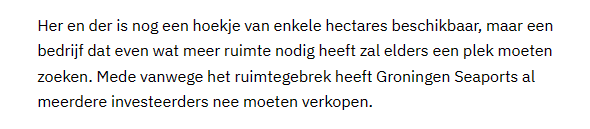 Her en der is nog een hoekje van enkele hectares beschikbaar, maar een
bedrijf dat even wat meer ruimte nodig heeft zal elders een plek moeten
zoeken. Mede vanwege het ruimtegebrek heeft Groningen Seaports al
meerdere investeerders nee moeten verkopen.